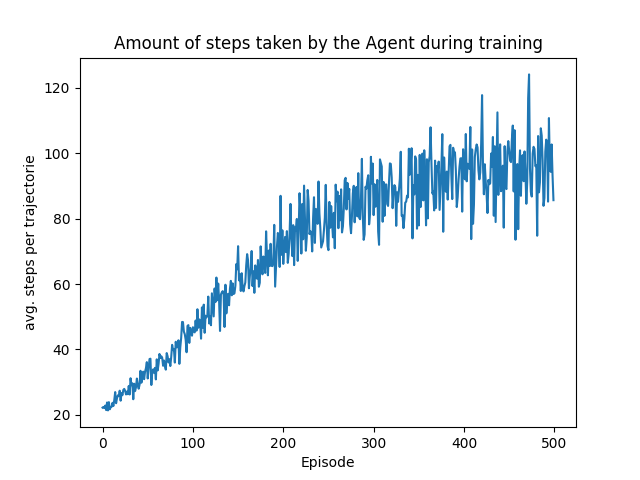 Amount of steps taken by the Agent during training
avg. steps per trajectorie
120
100
80
60
40
20
0 100 200 300 400 500
Episode